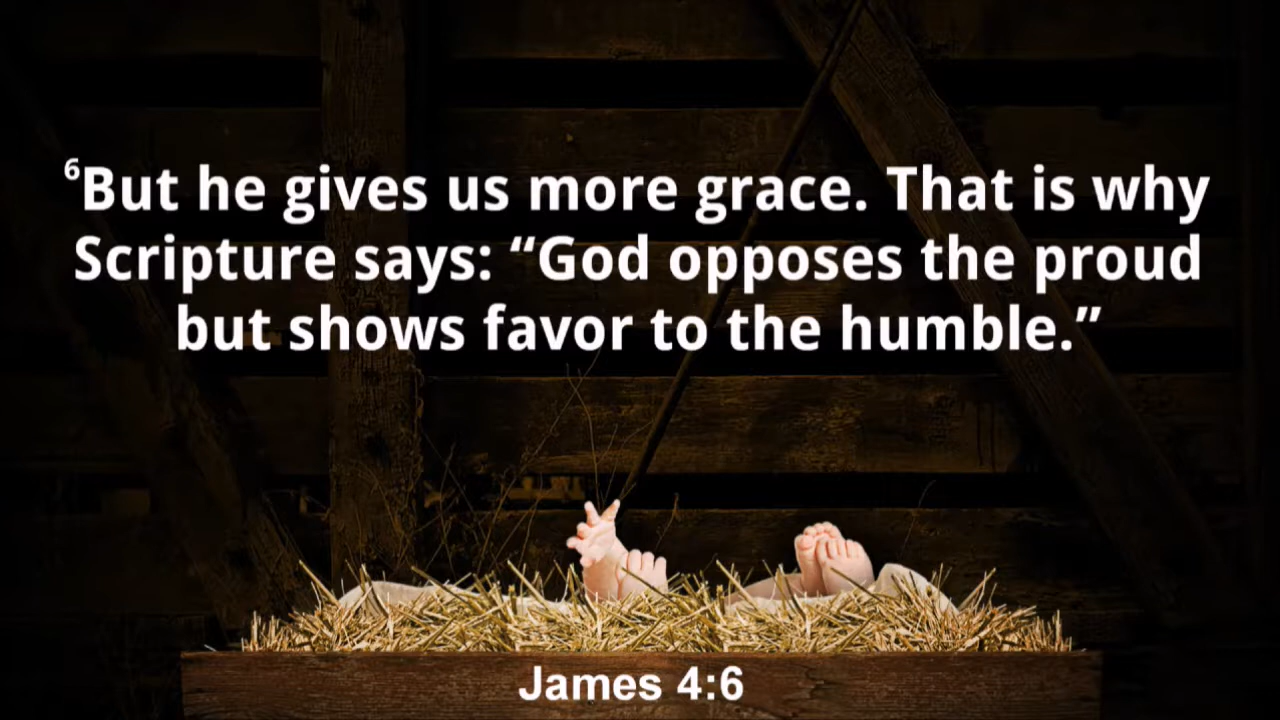 ⁶But he gives us more grace. That is why
Scripture says: “God opposes the proud
but shows favor to the humble.”
James 4:6